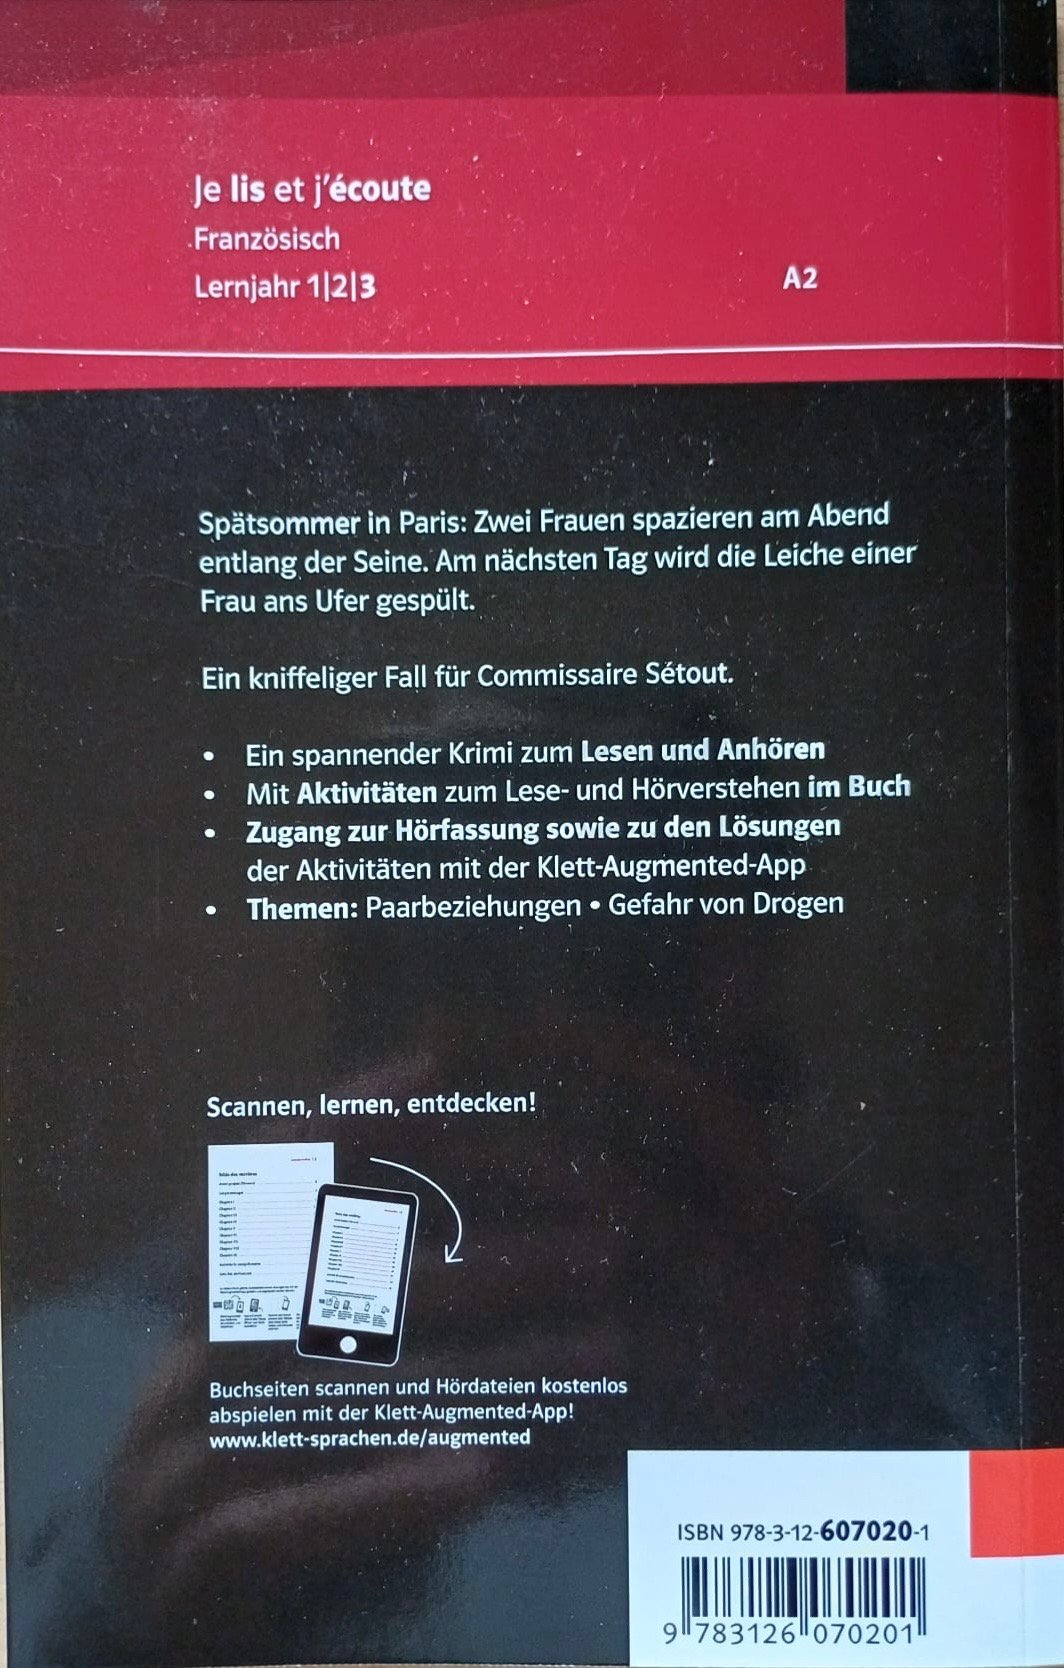 Je lis et j'écoute
Französisch
Lernjahr 1|2|3
A2
Spätsommer in Paris: Zwei Frauen spazieren am Abend
entlang der Seine. Am nächsten Tag wird die Leiche einer
Frau ans Ufer gespült.
Ein kniffeliger Fall für Commissaire Sétout.
• Ein spannender Krimi zum Lesen und Anhören
• Mit Aktivitäten zum Lese- und Hörverstehen im Buch
• Zugang zur Hörfassung sowie zu den Lösungen
der Aktivitäten mit der Klett-Augmented-App
• Themen: Paarbeziehungen • Gefahr von Drogen
Scannen, lernen, entdecken!
Buchseiten scannen und Hördateien kostenlos
abspielen mit der Klett-Augmented-App!
www.klett-sprachen.de/augmented
ISBN 978-3-12-607020-1
9 783126 070201